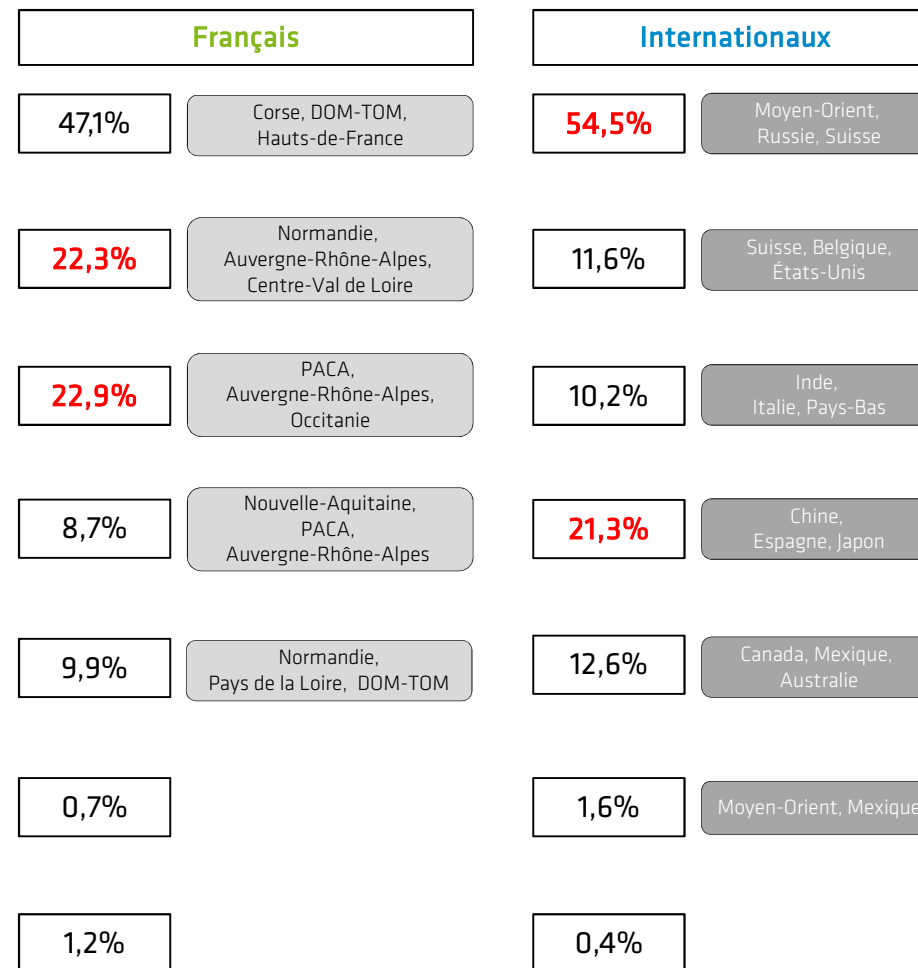 Français
Internationaux
47,1%
Corse, DOM-TOM,
Hauts-de-France
54,5%
Moyen-Orient,
Russie, Suisse
22,3%
Normandie,
Auvergne-Rhône-Alpes,
Centre-Val de Loire
11,6%
Suisse, Belgique,
États-Unis
22,9%
PACA,
Auvergne-Rhône-Alpes,
Occitanie
10,2%
Inde,
Italie, Pays-Bas
8,7%
Nouvelle-Aquitaine,
PACA,
Auvergne-Rhône-Alpes
21,3%
Chine,
Espagne, Japon
9,9%
Normandie,
Pays de la Loire, DOM-TOM
12,6%
Canada, Mexique,
Australie
0,7%
1,6%
Moyen-Orient, Mexique
1,2%
0,4%